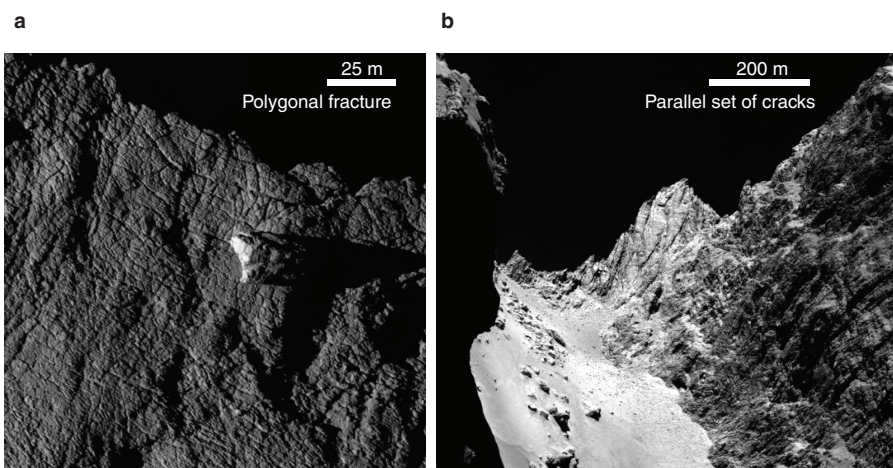 a
25 m
Polygonal fracture
b
200 m
Parallel set of cracks